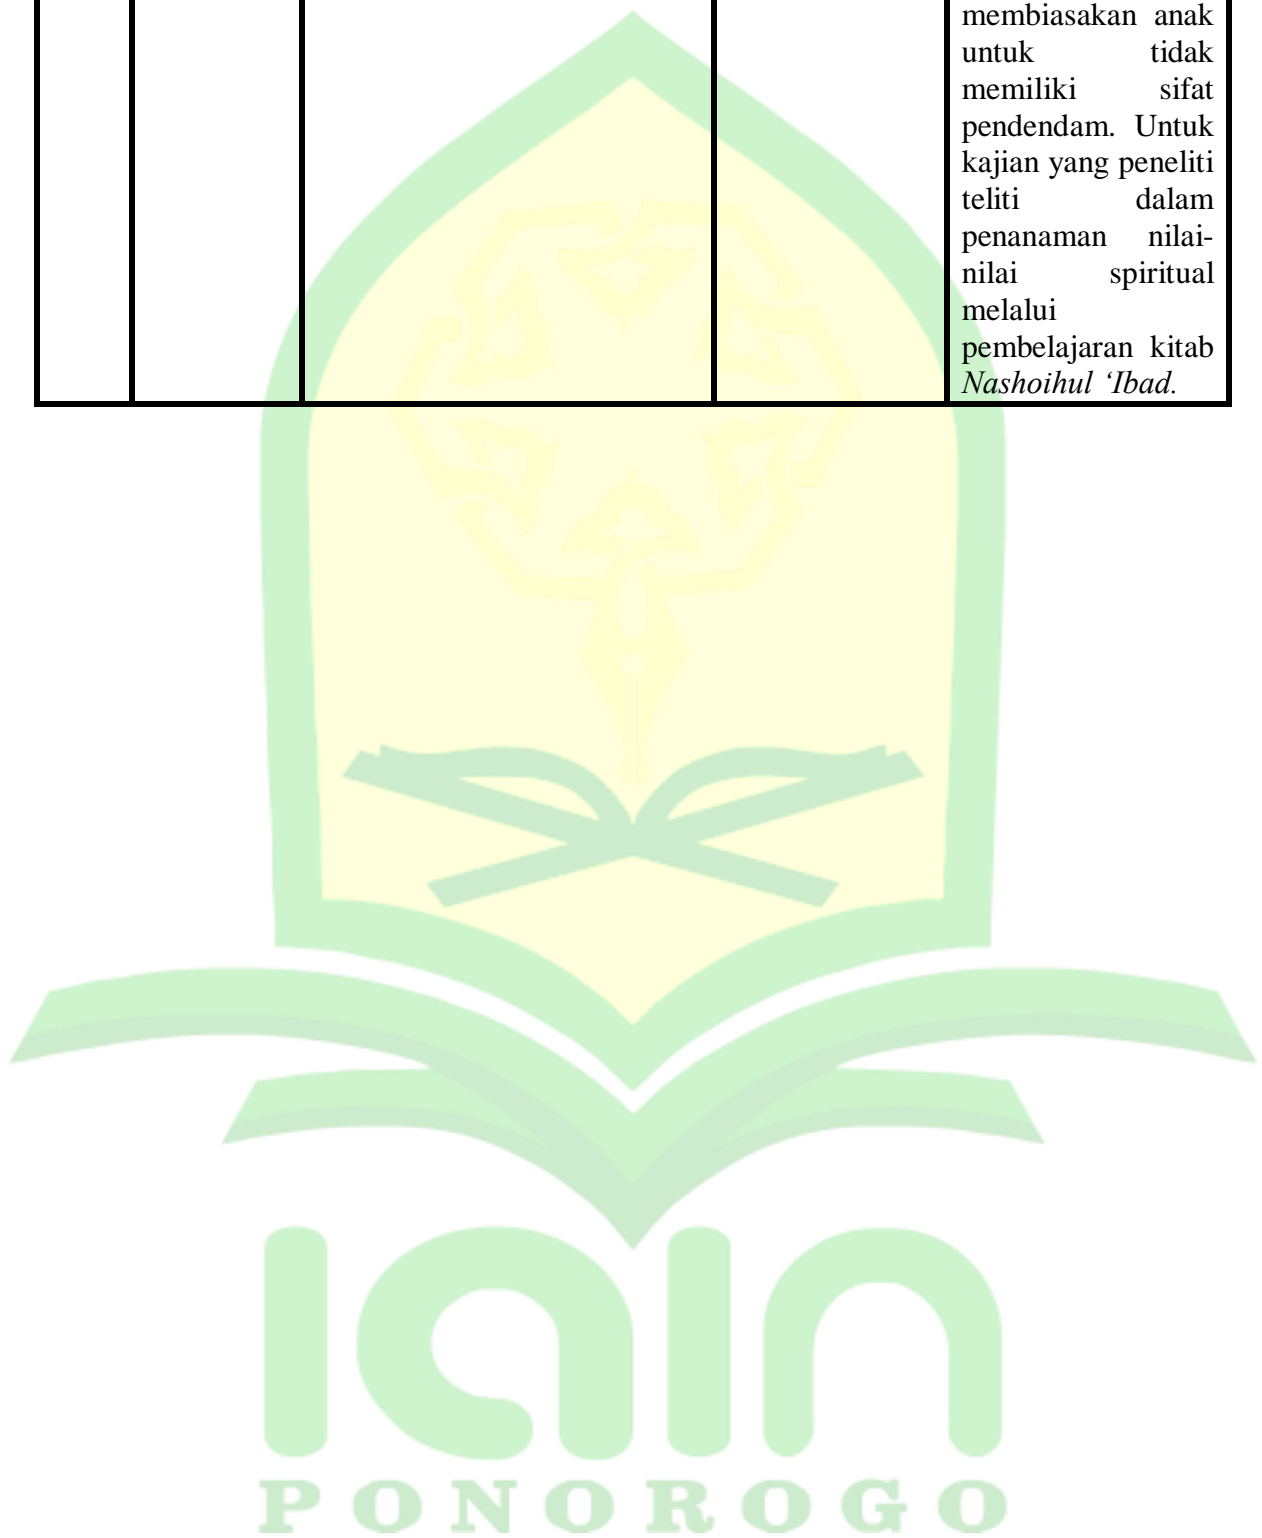 membiasakan anak
untuk tidak
memiliki sifat
pendendam. Untuk
kajian yang peneliti
teliti dalam
penanaman nilai-
nilai spiritual
melalui
pembelajaran kitab
Nashoihul ‘Ibad.
iain
PONOROGO